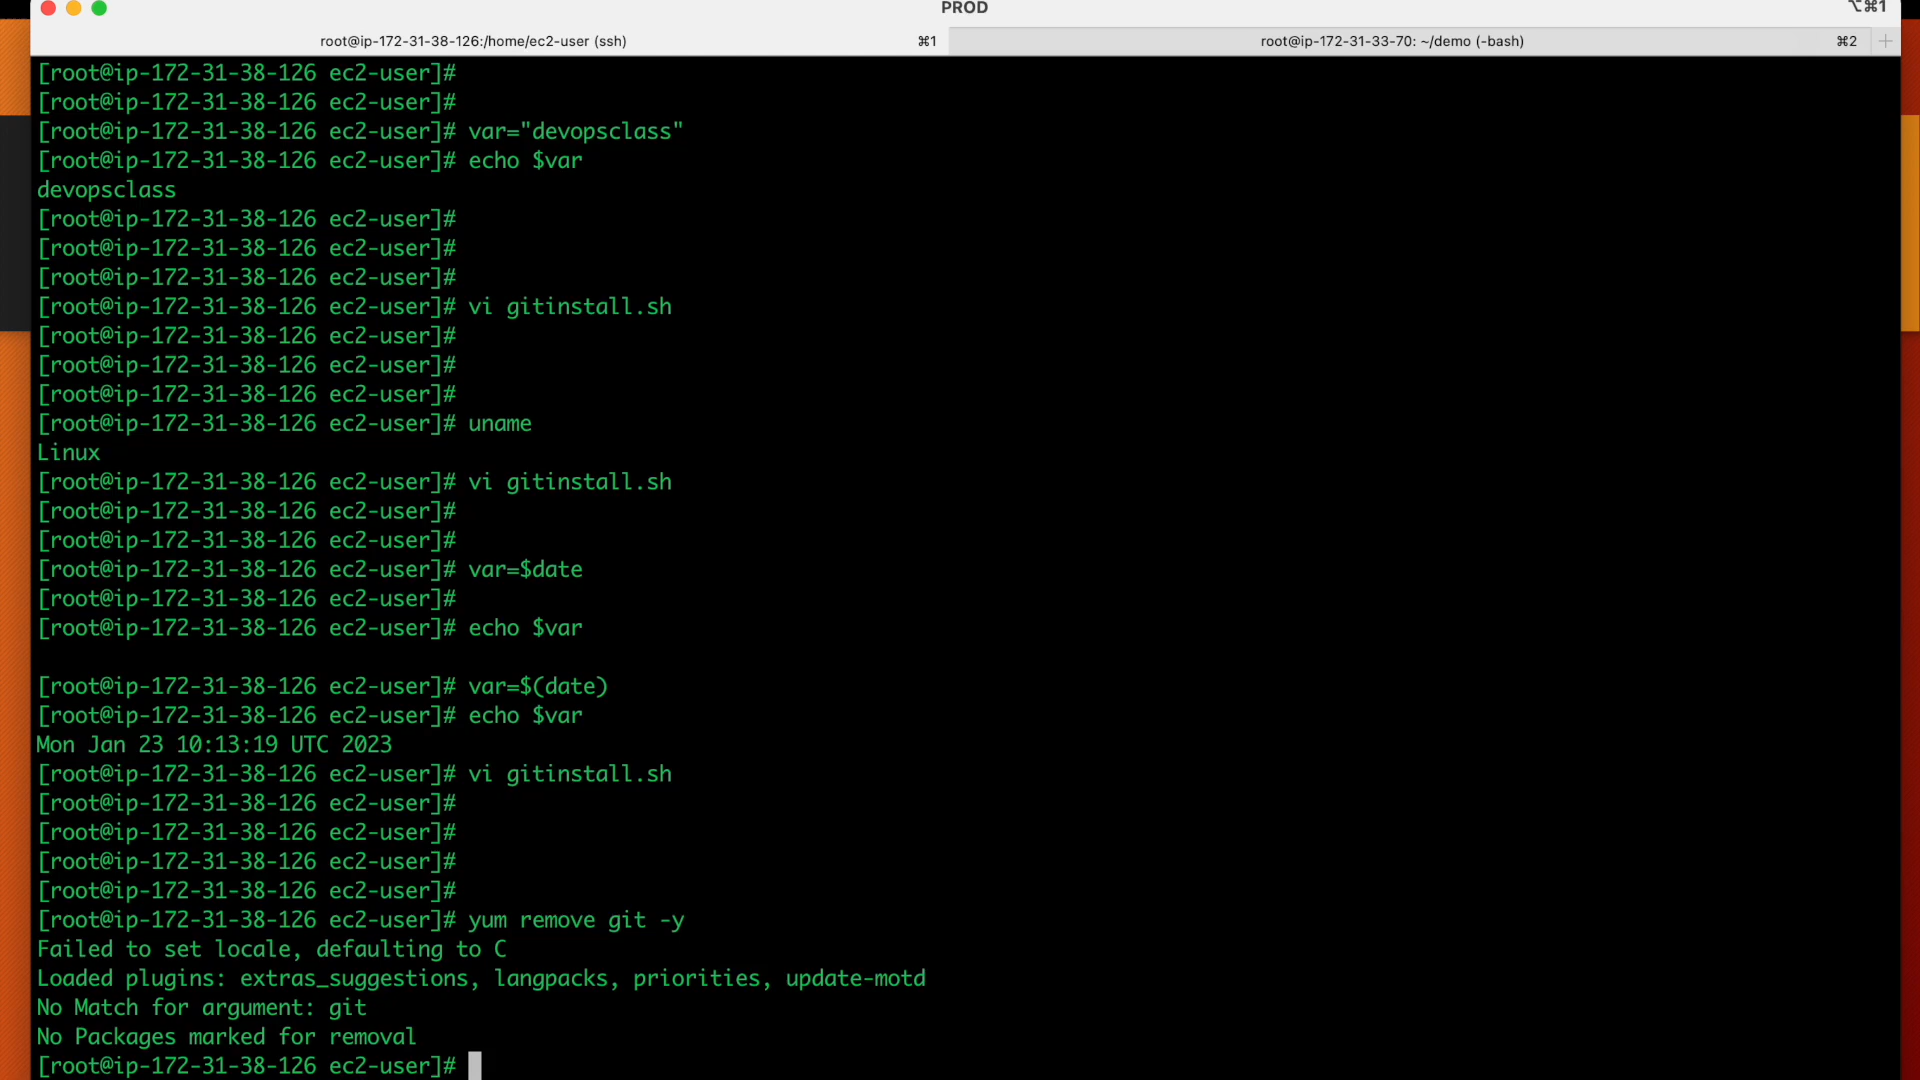 PROD
⌥⌘1
root@ip-172-31-38-126:/home/ec2-user (ssh) ⌘1 root@ip-172-31-33-70: ~/demo (-bash) ⌘2
[root@ip-172-31-38-126 ec2-user]#
[root@ip-172-31-38-126 ec2-user]#
[root@ip-172-31-38-126 ec2-user]# var="devopsclass"
[root@ip-172-31-38-126 ec2-user]# echo $var
devopsclass
[root@ip-172-31-38-126 ec2-user]#
[root@ip-172-31-38-126 ec2-user]#
[root@ip-172-31-38-126 ec2-user]#
[root@ip-172-31-38-126 ec2-user]# vi gitinstall.sh
[root@ip-172-31-38-126 ec2-user]#
[root@ip-172-31-38-126 ec2-user]#
[root@ip-172-31-38-126 ec2-user]#
[root@ip-172-31-38-126 ec2-user]# uname
Linux
[root@ip-172-31-38-126 ec2-user]# vi gitinstall.sh
[root@ip-172-31-38-126 ec2-user]#
[root@ip-172-31-38-126 ec2-user]#
[root@ip-172-31-38-126 ec2-user]# var=$date
[root@ip-172-31-38-126 ec2-user]#
[root@ip-172-31-38-126 ec2-user]# echo $var

[root@ip-172-31-38-126 ec2-user]# var=$(date)
[root@ip-172-31-38-126 ec2-user]# echo $var
Mon Jan 23 10:13:19 UTC 2023
[root@ip-172-31-38-126 ec2-user]# vi gitinstall.sh
[root@ip-172-31-38-126 ec2-user]#
[root@ip-172-31-38-126 ec2-user]#
[root@ip-172-31-38-126 ec2-user]#
[root@ip-172-31-38-126 ec2-user]#
[root@ip-172-31-38-126 ec2-user]# yum remove git -y
Failed to set locale, defaulting to C
Loaded plugins: extras_suggestions, langpacks, priorities, update-motd
No Match for argument: git
No Packages marked for removal
[root@ip-172-31-38-126 ec2-user]#